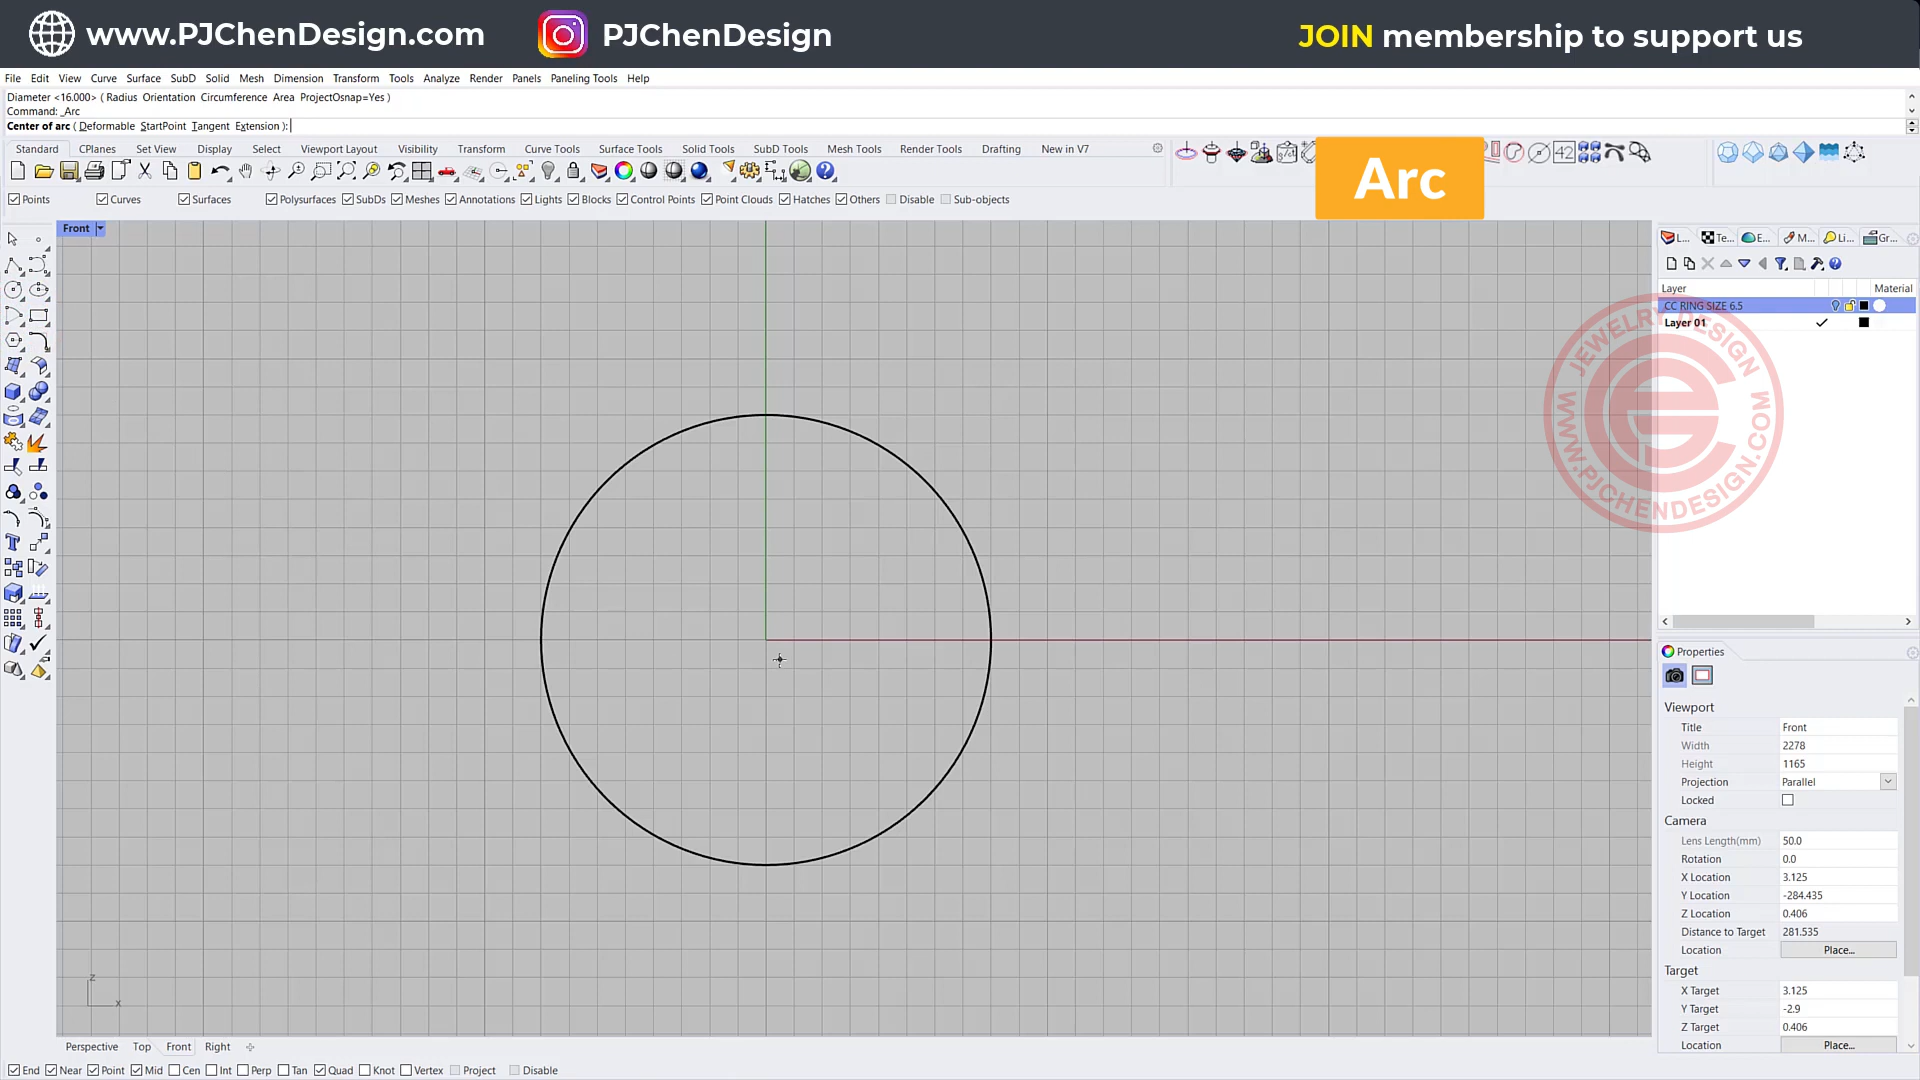 www.PJChenDesign.com PJChenDesign JOIN membership to support us
File Edit View Curve Surface SubD Solid Mesh Dimension Transform Tools Analyze Render Panels Paneling Tools Help
Diameter <16.000> ( Radius Orientation Circumference Area ProjectOsnap=Yes )
Command: _Arc
Center of arc ( Deformable StartPoint Tangent Extension ):
Standard CPlanes Set View Display Select Viewport Layout Visibility Transform Curve Tools Surface Tools Solid Tools SubD Tools Mesh Tools Render Tools Drafting New in V7
Arc
Points Curves Surfaces Polysurfaces SubDs Meshes Annotations Lights Blocks Control Points Point Clouds Hatches Others Disable Sub-objects
Front
L... Te... E... M... Li... Gr...
Layer Material
CC RING SIZE 6.5
Layer 01
JEWELRY DESIGN
WWW.PJCHENDESIGN.COM
Properties
Viewport
Title Front
Width 2278
Height 1165
Projection Parallel
Locked
Camera
Lens Length(mm) 50.0
Rotation 0.0
X Location 3.125
Y Location -284.435
Z Location 0.406
Distance to Target 281.535
Location Place...
Target
X Target 3.125
Y Target -2.9
Z Target 0.406
Location Place...
z
x
Perspective Top Front Right
End Near Point Mid Cen Int Perp Tan Quad Knot Vertex Project Disable